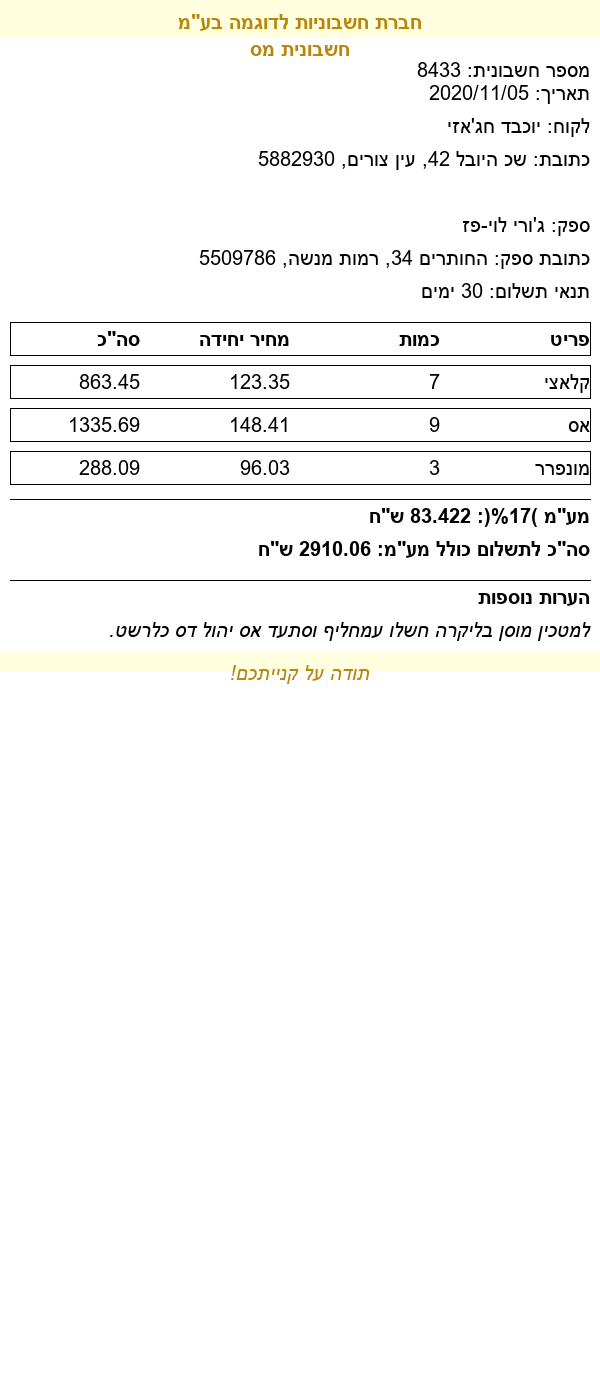 חברת חשבוניות לדוגמה בע"מ
חשבונית מס
מספר חשבונית: 8433
תאריך: 2020/11/05
לקוח: יוכבד חג'אזי
כתובת: שכ היובל 42, עין צורים, 5882930
ספק: ג'ורי לוי-פז
כתובת ספק: החותרים 34, רמות מנשה, 5509786
תנאי תשלום: 30 ימים
פריט כמות מחיר יחידה סה"כ
קלאצי 7 123.35 863.45
אס 9 148.41 1335.69
מונפרר 3 96.03 288.09
מע"מ )17%(: 83.422 ש"ח
סה"כ לתשלום כולל מע"מ: 2910.06 ש"ח
הערות נוספות
למטכין מוסן בליקרה חשלו עמחליף וסתעד אס יהול דס כלרשט.
תודה על קנייתכם!